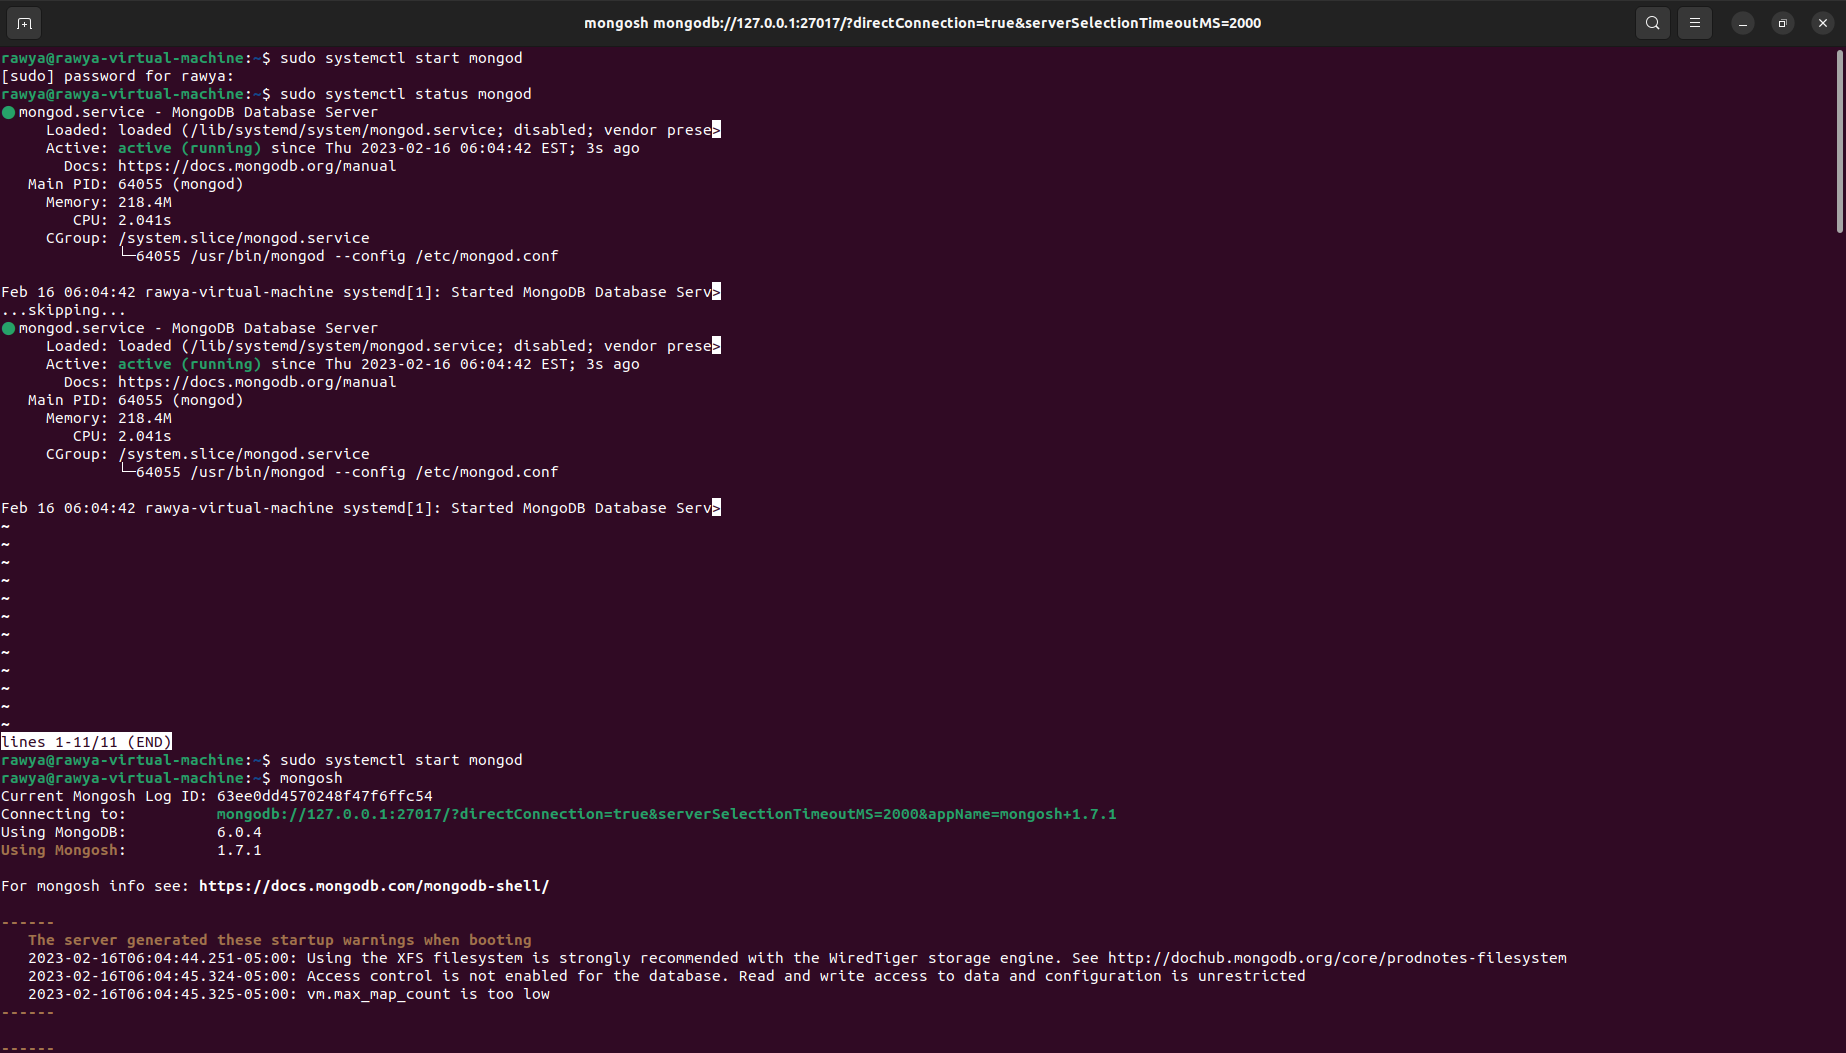 mongosh mongodb://127.0.0.1:27017/?directConnection=true&serverSelectionTimeoutMS=2000
rawya@rawya-virtual-machine:~$ sudo systemctl start mongod
[sudo] password for rawya:
rawya@rawya-virtual-machine:~$ sudo systemctl status mongod
● mongod.service - MongoDB Database Server
     Loaded: loaded (/lib/systemd/system/mongod.service; disabled; vendor prese>
     Active: active (running) since Thu 2023-02-16 06:04:42 EST; 3s ago
       Docs: https://docs.mongodb.org/manual
   Main PID: 64055 (mongod)
     Memory: 218.4M
        CPU: 2.041s
     CGroup: /system.slice/mongod.service
             └─64055 /usr/bin/mongod --config /etc/mongod.conf
Feb 16 06:04:42 rawya-virtual-machine systemd[1]: Started MongoDB Database Serv>
...skipping...
● mongod.service - MongoDB Database Server
     Loaded: loaded (/lib/systemd/system/mongod.service; disabled; vendor prese>
     Active: active (running) since Thu 2023-02-16 06:04:42 EST; 3s ago
       Docs: https://docs.mongodb.org/manual
   Main PID: 64055 (mongod)
     Memory: 218.4M
        CPU: 2.041s
     CGroup: /system.slice/mongod.service
             └─64055 /usr/bin/mongod --config /etc/mongod.conf
Feb 16 06:04:42 rawya-virtual-machine systemd[1]: Started MongoDB Database Serv>
~
~
~
~
~
~
~
~
~
~
~
~
lines 1-11/11 (END)
rawya@rawya-virtual-machine:~$ sudo systemctl start mongod
rawya@rawya-virtual-machine:~$ mongosh
Current Mongosh Log ID: 63ee0dd4570248f47f6ffc54
Connecting to:          mongodb://127.0.0.1:27017/?directConnection=true&serverSelectionTimeoutMS=2000&appName=mongosh+1.7.1
Using MongoDB:          6.0.4
Using Mongosh:          1.7.1
For mongosh info see: https://docs.mongodb.com/mongodb-shell/
------
   The server generated these startup warnings when booting
   2023-02-16T06:04:44.251-05:00: Using the XFS filesystem is strongly recommended with the WiredTiger storage engine. See http://dochub.mongodb.org/core/prodnotes-filesystem
   2023-02-16T06:04:45.324-05:00: Access control is not enabled for the database. Read and write access to data and configuration is unrestricted
   2023-02-16T06:04:45.325-05:00: vm.max_map_count is too low
------
------